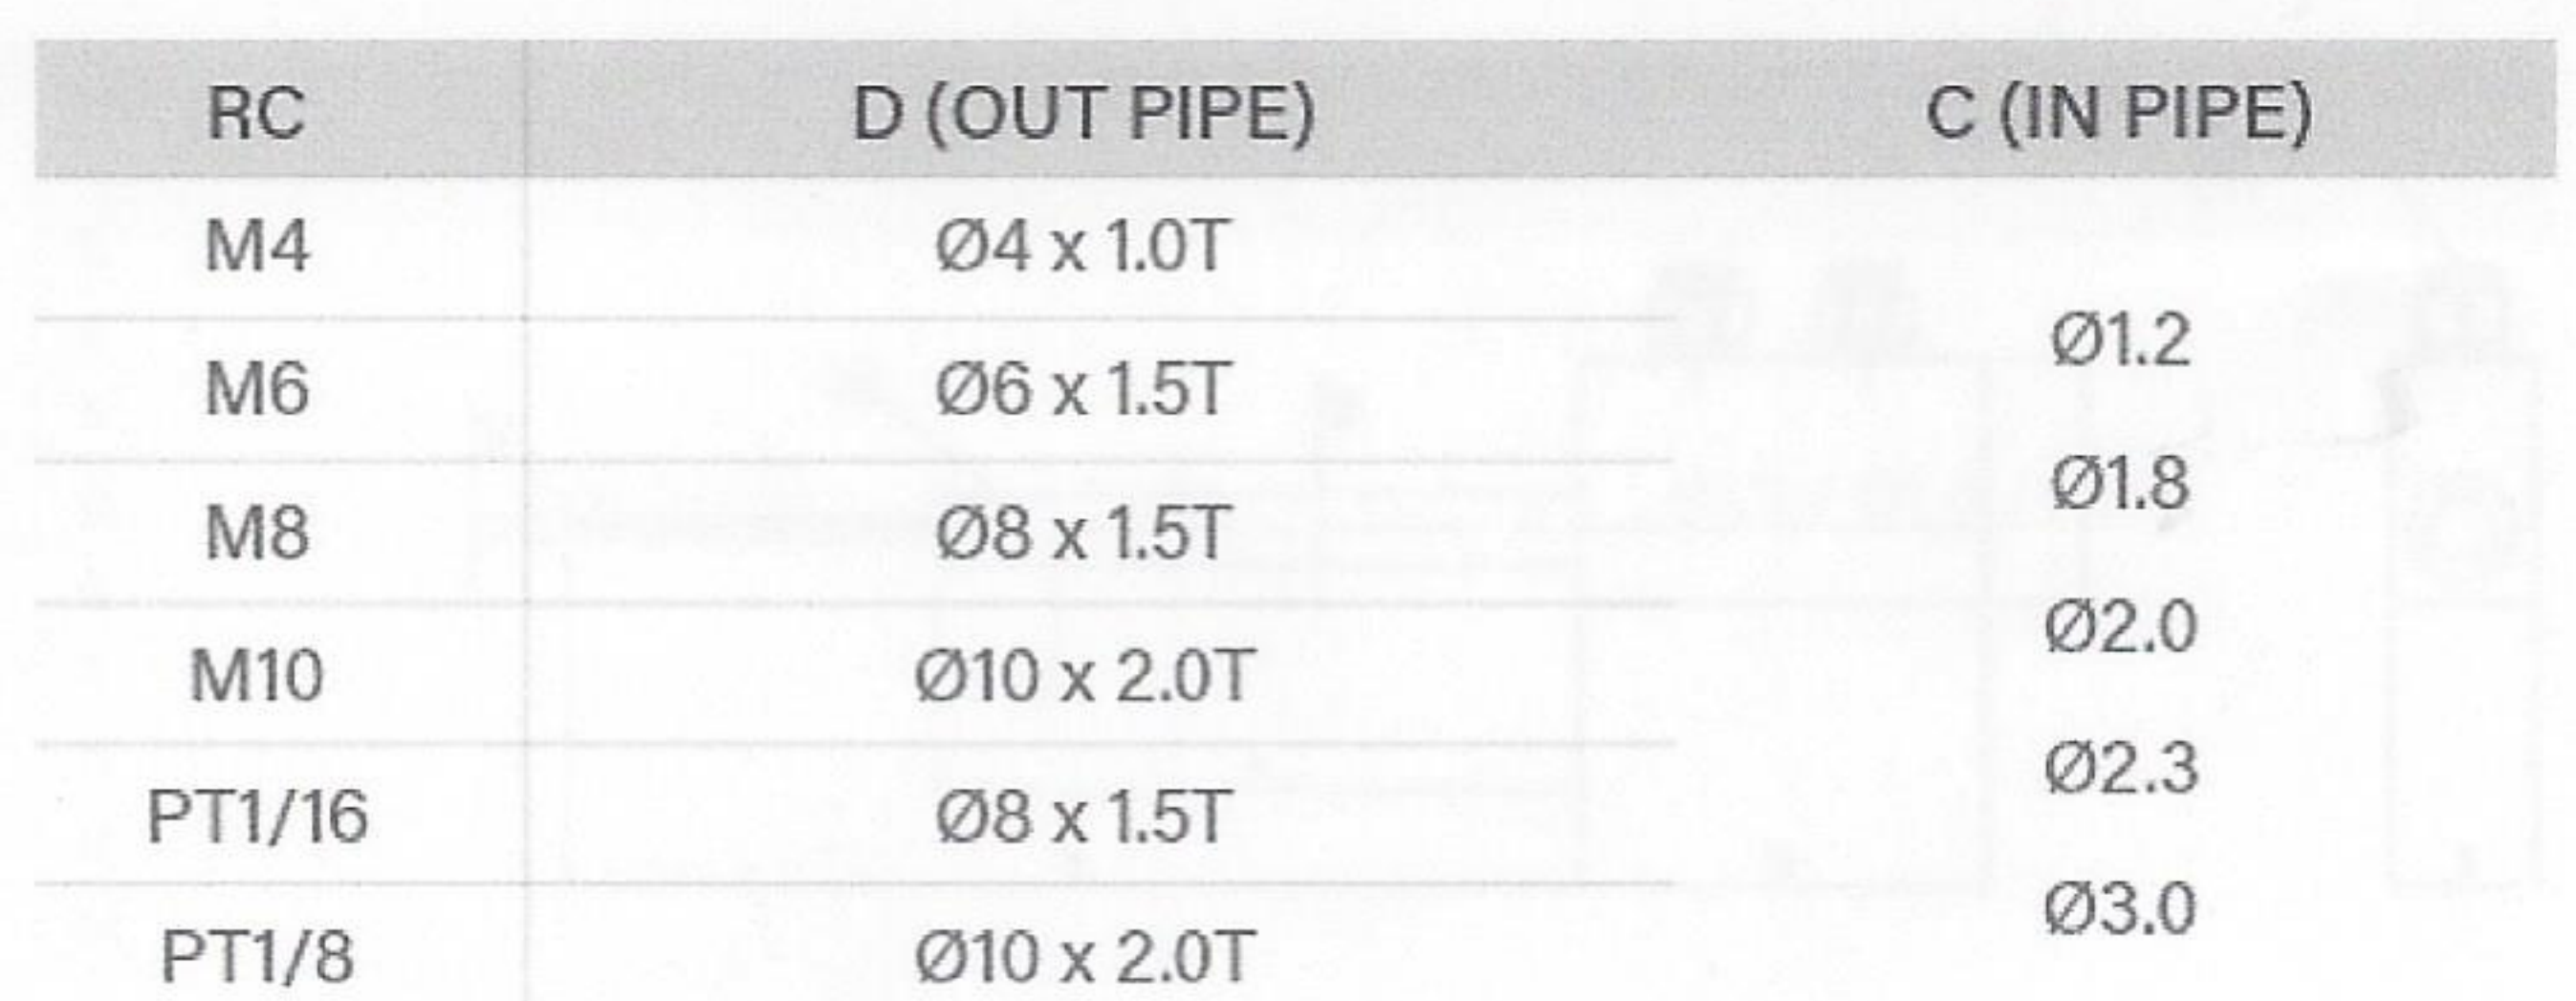 RC D (OUT PIPE) C (IN PIPE)
M4 Ø4 x 1.0T
Ø1.2
M6 Ø6 x 1.5T
Ø1.8
M8 Ø8 x 1.5T
Ø2.0
M10 Ø10 x 2.0T
Ø2.3
PT1/16 Ø8 x 1.5T
Ø3.0
PT1/8 Ø10 x 2.0T